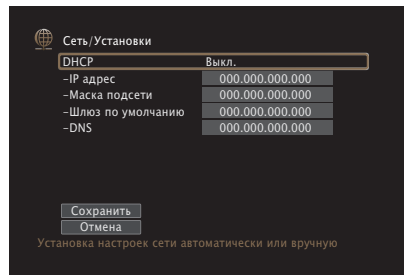 Сеть/Установки
DHCP Выкл.
–IP адрес 000.000.000.000
–Маска подсети 000.000.000.000
–Шлюз по умолчанию 000.000.000.000
–DNS 000.000.000.000
Сохранить
Отмена
Установка настроек сети автоматически или вручную